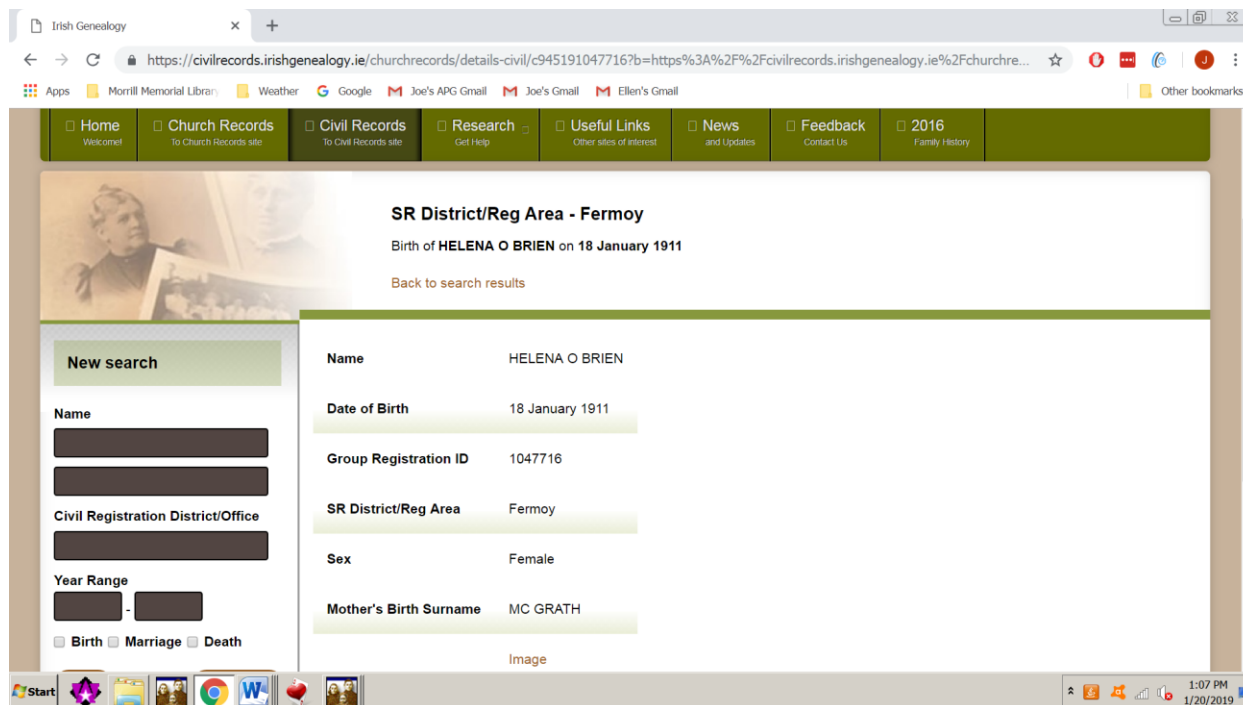 Irish Genealogy
https://civilrecords.irishgenealogy.ie/churchrecords/details-civil/c945191047716?b=https%3A%2F%2Fcivilrecords.irishgenealogy.ie%2Fchurchre...
Apps Morrill Memorial Librar Weather Google Joe's APG Gmail Joe's Gmail Ellen's Gmail Other bookmarks
Home Church Records Civil Records Research Useful Links News Feedback 2016
Welcome! To Church Records site To Civil Records site Get Help Other sites of interest and Updates Contact Us Family History
SR District/Reg Area - Fermoy
Birth of HELENA O BRIEN on 18 January 1911
Back to search results
New search
Name
Civil Registration District/Office
Year Range
-
Birth Marriage Death
Name HELENA O BRIEN
Date of Birth 18 January 1911
Group Registration ID 1047716
SR District/Reg Area Fermoy
Sex Female
Mother's Birth Surname MC GRATH
Image
Start
1:07 PM
1/20/2019